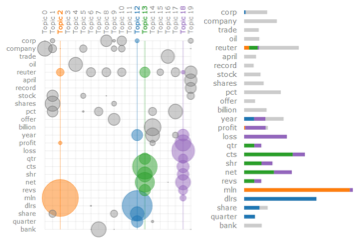 Topic 0
Topic 1
Topic 2
Topic 3
Topic 4
Topic 5
Topic 6
Topic 7
Topic 8
Topic 9
Topic 10
Topic 11
Topic 12
Topic 13
Topic 14
Topic 15
Topic 16
Topic 17
Topic 18
corp
company
trade
oil
reuter
april
record
stock
shares
pct
offer
billion
year
profit
loss
qtr
cts
shr
net
revs
mln
dlrs
share
quarter
bank
corp
company
trade
oil
reuter
april
record
stock
shares
pct
offer
billion
year
profit
loss
qtr
cts
shr
net
revs
mln
dlrs
share
quarter
bank